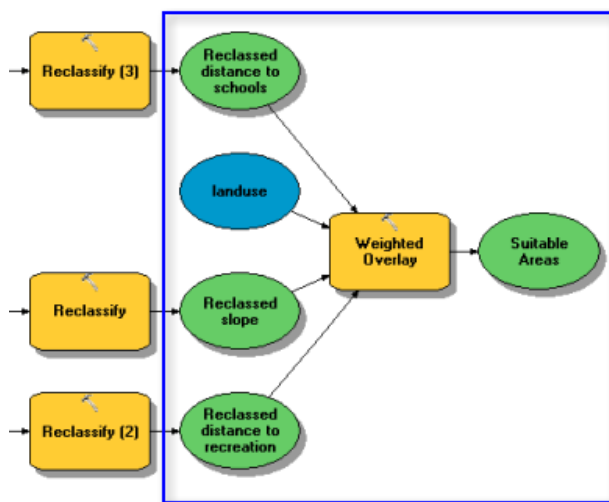 Reclassify (3)
Reclassed
distance to
schools
landuse
Weighted
Overlay
Suitable
Areas
Reclassify
Reclassed
slope
Reclassify (2)
Reclassed
distance to
recreation